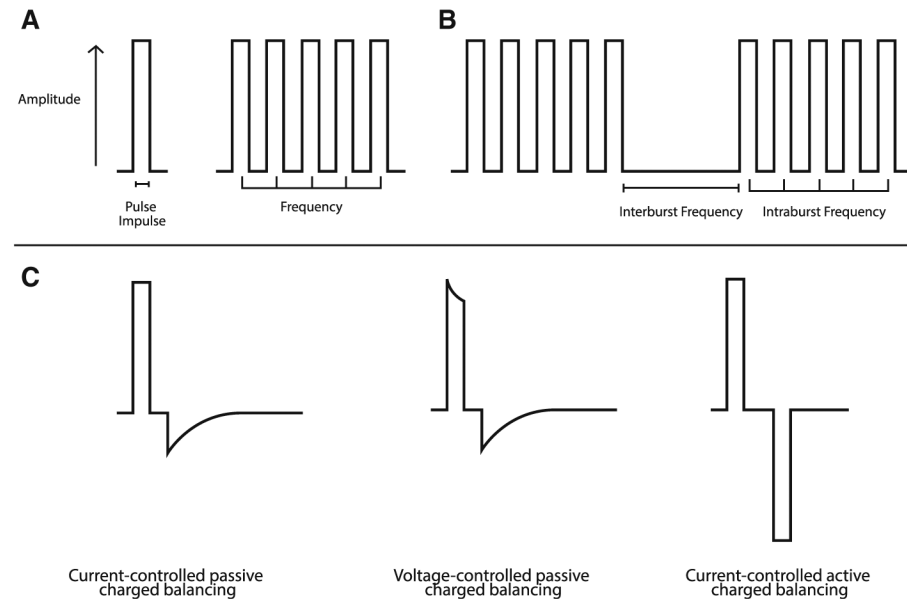 A
B
Amplitude
Pulse
Impulse
Frequency
Interburst Frequency
Intraburst Frequency
C
Current-controlled passive
charged balancing
Voltage-controlled passive
charged balancing
Current-controlled active
charged balancing